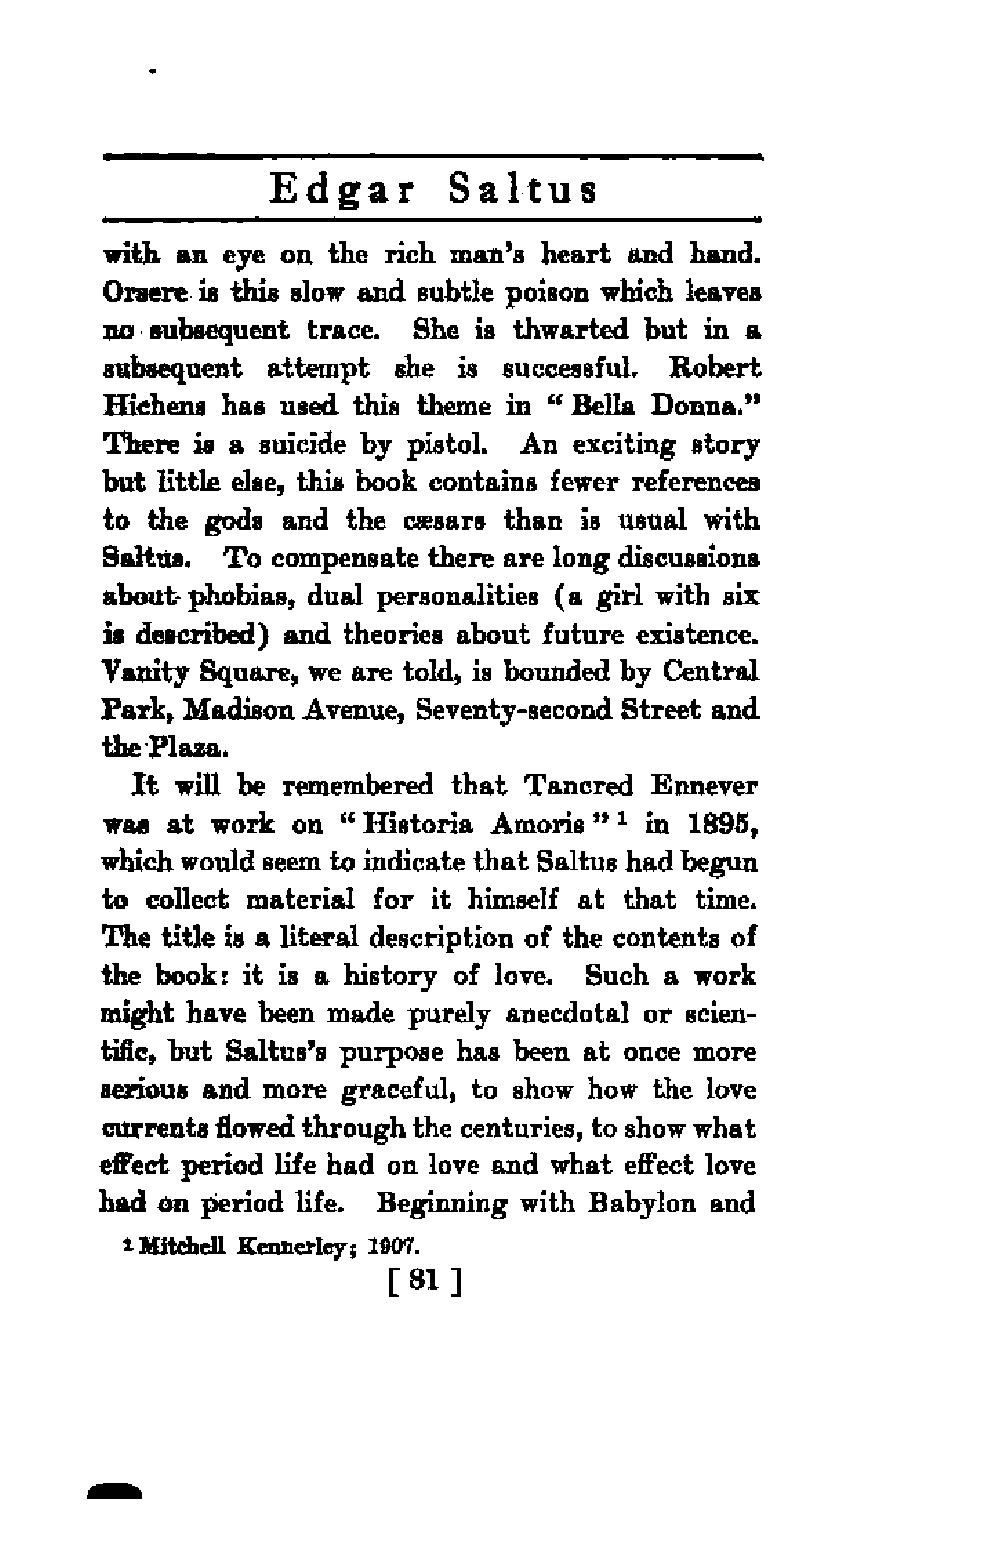 Edgar Saltus
with an eye on the rich man's heart and hand.
Orsere is this slow and subtle poison which leaves
no subsequent trace. She is thwarted but in a
subsequent attempt she is successful. Robert
Hichens has used this theme in “ Bella Donna.”
There is a suicide by pistol. An exciting story
but little else, this book contains fewer references
to the gods and the cæsars than is usual with
Saltus. To compensate there are long discussions
about phobias, dual personalities (a girl with six
is described) and theories about future existence.
Vanity Square, we are told, is bounded by Central
Park, Madison Avenue, Seventy-second Street and
the Plaza.
It will be remembered that Tancred Ennever
was at work on “ Historia Amoris ” ¹ in 1895,
which would seem to indicate that Saltus had begun
to collect material for it himself at that time.
The title is a literal description of the contents of
the book: it is a history of love. Such a work
might have been made purely anecdotal or scien-
tific, but Saltus's purpose has been at once more
serious and more graceful, to show how the love
currents flowed through the centuries, to show what
effect period life had on love and what effect love
had on period life. Beginning with Babylon and
¹ Mitchell Kennerley; 1907.
[ 81 ]